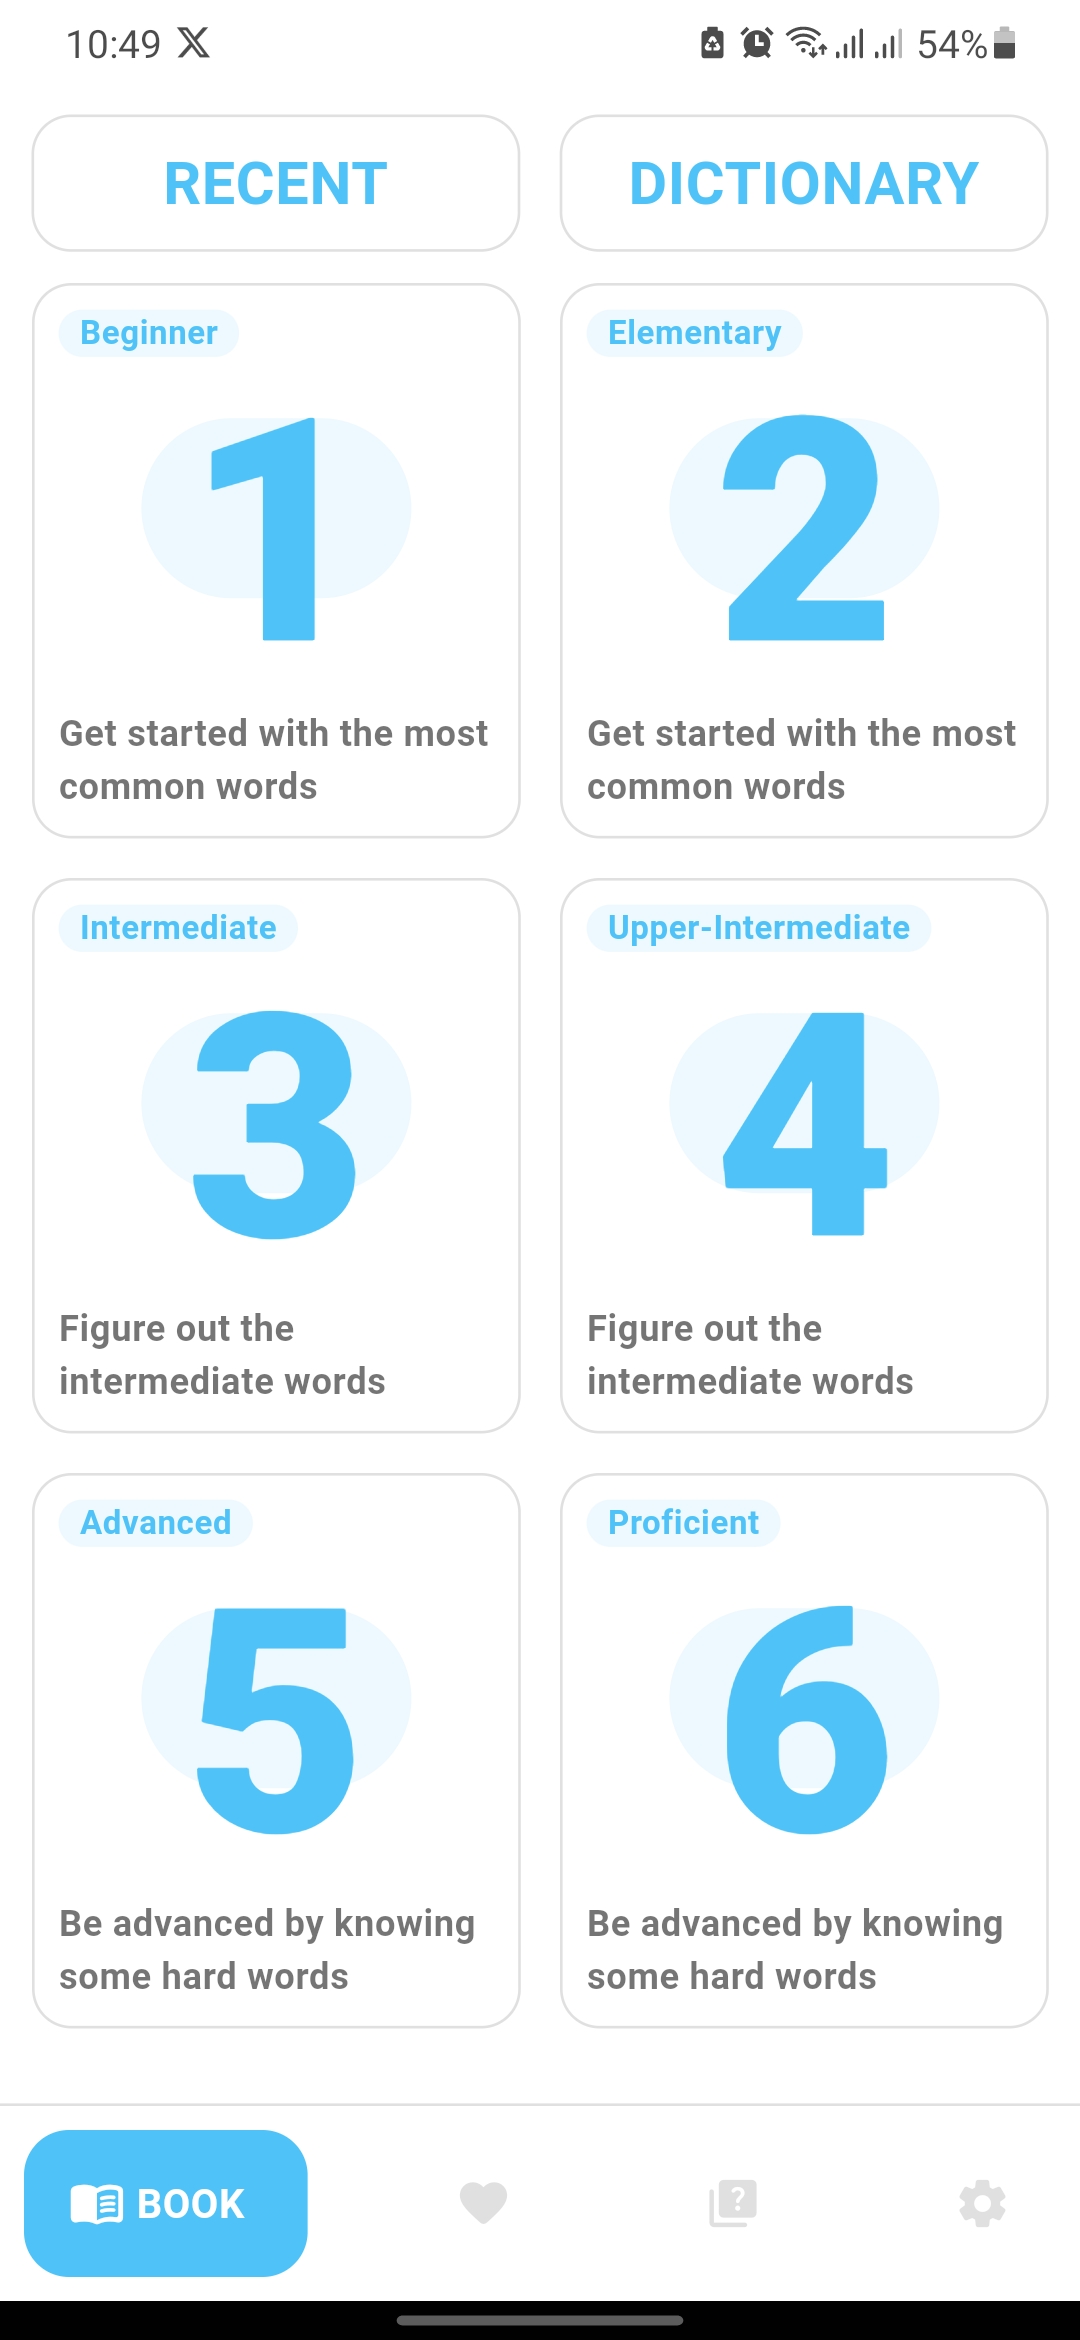 10:49
54%
RECENT
DICTIONARY
Beginner
1
Get started with the most
common words
Elementary
2
Get started with the most
common words
Intermediate
3
Figure out the
intermediate words
Upper-Intermediate
4
Figure out the
intermediate words
Advanced
5
Be advanced by knowing
some hard words
Proficient
6
Be advanced by knowing
some hard words
BOOK
?